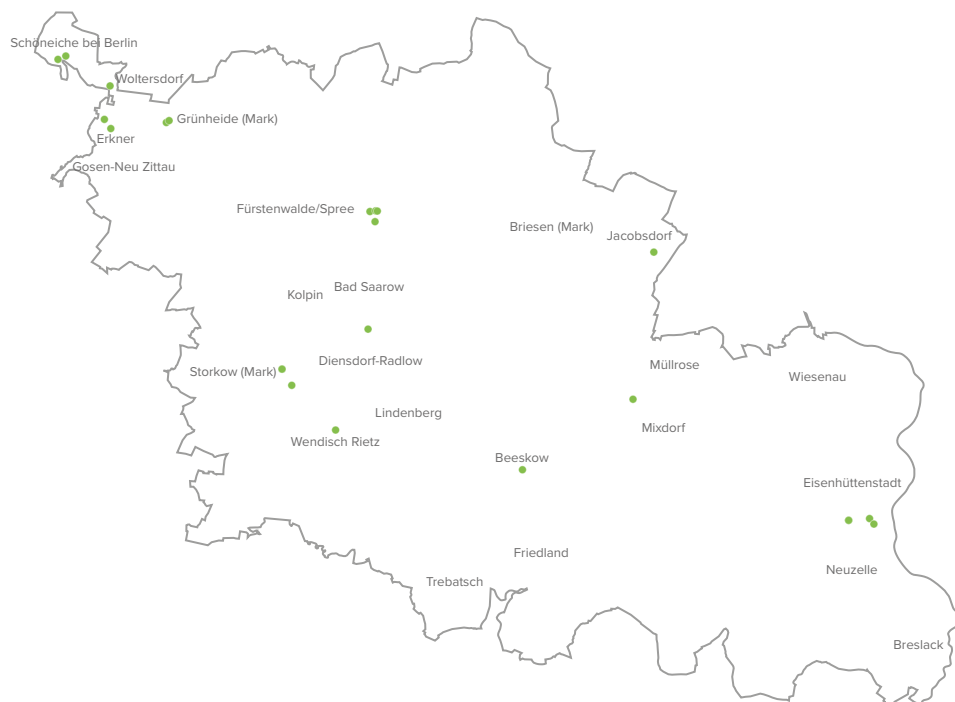 Schöneiche bei Berlin
Woltersdorf
Grünheide (Mark)
Erkner
Gosen-Neu Zittau
Fürstenwalde/Spree
Briesen (Mark)
Jacobsdorf
Bad Saarow
Kolpin
Diensdorf-Radlow
Müllrose
Storkow (Mark)
Wiesenau
Lindenberg
Mixdorf
Wendisch Rietz
Beeskow
Eisenhüttenstadt
Friedland
Neuzelle
Trebatsch
Breslack